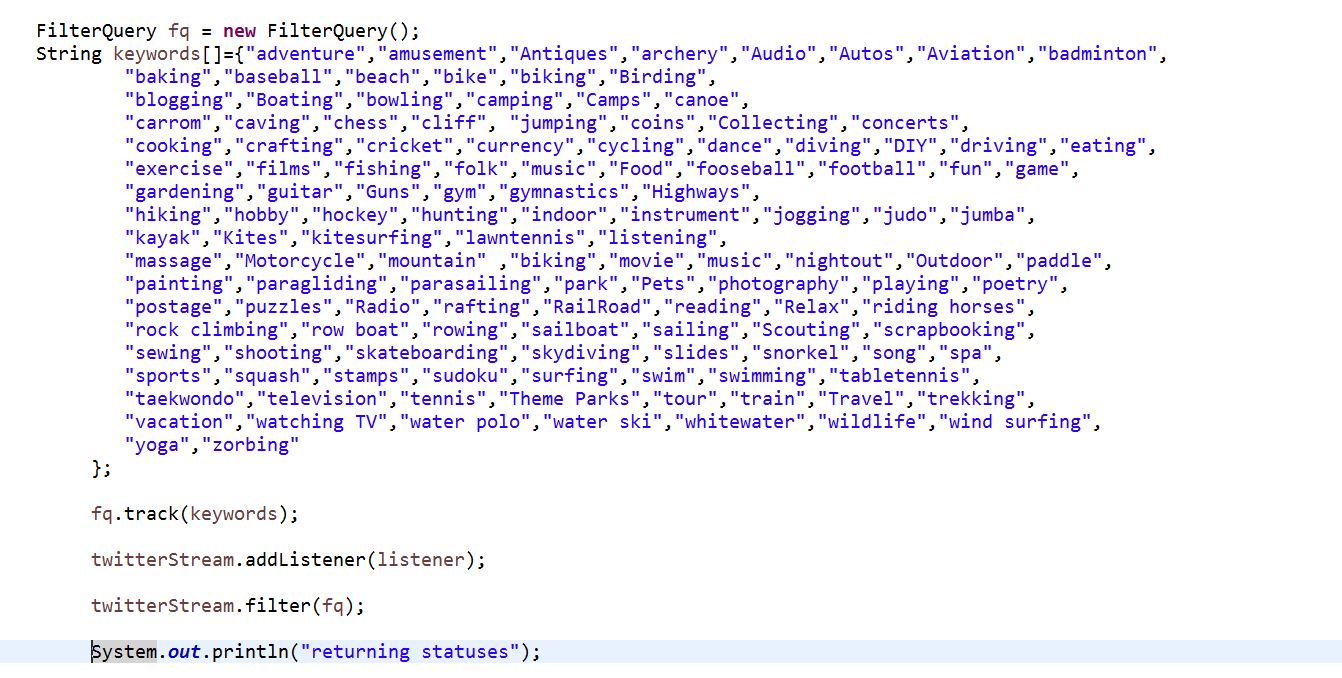 FilterQuery fq = new FilterQuery();
String keywords[]={"adventure","amusement","Antiques","archery","Audio","Autos","Aviation","badminton",
"baking","baseball","beach","bike","biking","Birding",
"blogging","Boating","bowling","camping","Camps","canoe",
"carrom","caving","chess","cliff", "jumping","coins","Collecting","concerts",
"cooking","crafting","cricket","currency","cycling","dance","diving","DIY","driving","eating",
"exercise","films","fishing","folk","music","Food","fooseball","football","fun","game",
"gardening","guitar","Guns","gym","gymnastics","Highways",
"hiking","hobby","hockey","hunting","indoor","instrument","jogging","judo","jumba",
"kayak","Kites","kitesurfing","lawntennis","listening",
"massage","Motorcycle","mountain" ,"biking","movie","music","nightout","Outdoor","paddle",
"painting","paragliding","parasailing","park","Pets","photography","playing","poetry",
"postage","puzzles","Radio","rafting","RailRoad","reading","Relax","riding horses",
"rock climbing","row boat","rowing","sailboat","sailing","Scouting","scrapbooking",
"sewing","shooting","skateboarding","skydiving","slides","snorkel","song","spa",
"sports","squash","stamps","sudoku","surfing","swim","swimming","tabletennis",
"taekwondo","television","tennis","Theme Parks","tour","train","Travel","trekking",
"vacation","watching TV","water polo","water ski","whitewater","wildlife","wind surfing",
"yoga","zorbing"
};
fq.track(keywords);
twitterStream.addListener(listener);
twitterStream.filter(fq);
System.out.println("returning statuses");